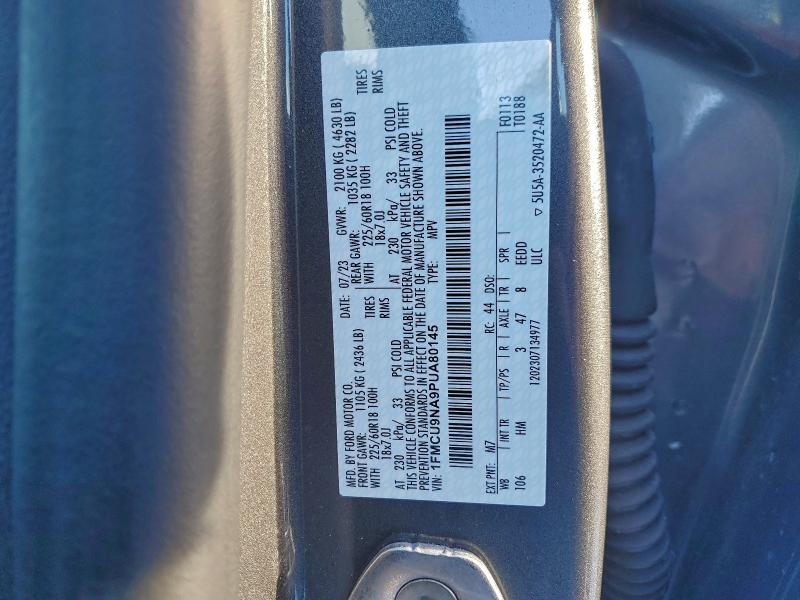 MFD. BY FORD MOTOR CO.
DATE: 07/23 GVWR: 2100 KG ( 4630 LB)
FRONT GAWR: 1105 KG ( 2436 LB) REAR GAWR: 1035 KG ( 2282 LB)
WITH 225/60R18 100H TIRES WITH 225/60R18 100H TIRES
18x7.0J RIMS 18x7.0J RIMS
AT 230 kPa/ 33 PSI COLD AT 230 kPa/ 33 PSI COLD
THIS VEHICLE CONFORMS TO ALL APPLICABLE FEDERAL MOTOR VEHICLE SAFETY AND THEFT
PREVENTION STANDARDS IN EFFECT ON THE DATE OF MANUFACTURE SHOWN ABOVE.
VIN: 1FMCU9NA9PUA80145 TYPE: MPV
EXT PNT: M7 RC: 44 DSO: F0113
T0188
WB INT TR TP/PS R AXLE TR SPR
106 HM 3 47 8 EEDD
1202307134977 ULC ▽ 5U5A-3520472-AA